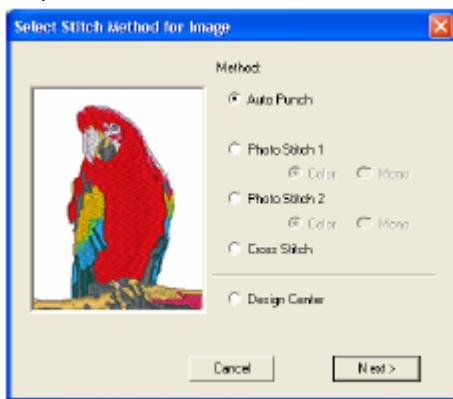 Select Stitch Method for Image
Method:
Auto Punch
Photo Stitch 1
Color Mono
Photo Stitch 2
Color Mono
Cross Stitch
Design Center
Cancel Next >